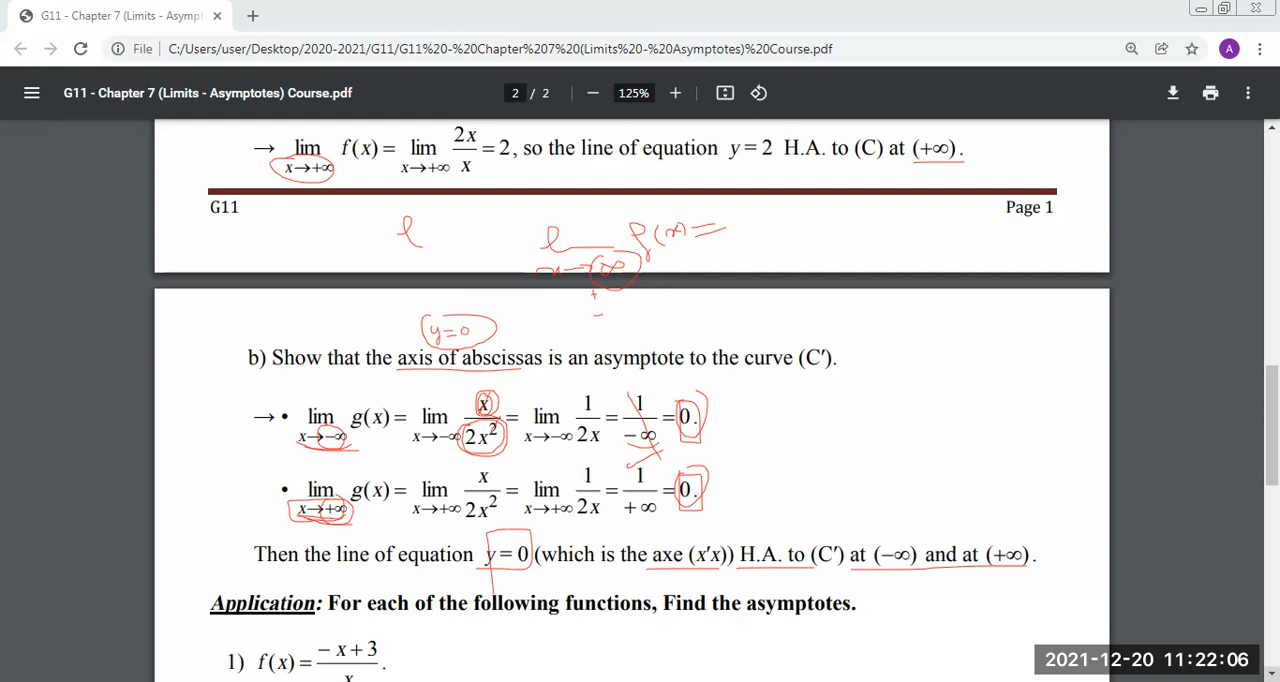 G11 - Chapter 7 (Limits - Asympt
File C:/Users/user/Desktop/2020-2021/G11/G11%20-%20Chapter%207%20(Limits%20-%20Asymptotes)%20Course.pdf A
G11 - Chapter 7 (Limits - Asymptotes) Course.pdf 2 / 2 125%
→ lim x→+∞ f(x) = lim x→+∞ 2x/x = 2, so the line of equation y = 2 H.A. to (C) at (+∞).
G11 Page 1
l l x→∞ f(x) =
+
-
y=0
b) Show that the axis of abscissas is an asymptote to the curve (C′).
→ • lim x→−∞ g(x) = lim x→−∞ x/2x² = lim x→−∞ 1/2x = 1/−∞ = 0.
• lim x→+∞ g(x) = lim x→+∞ x/2x² = lim x→+∞ 1/2x = 1/+∞ = 0.
Then the line of equation y = 0 (which is the axe (x′x)) H.A. to (C′) at (−∞) and at (+∞).
Application: For each of the following functions, Find the asymptotes.
1) f(x) = −x+3/x.
2021-12-20 11:22:06